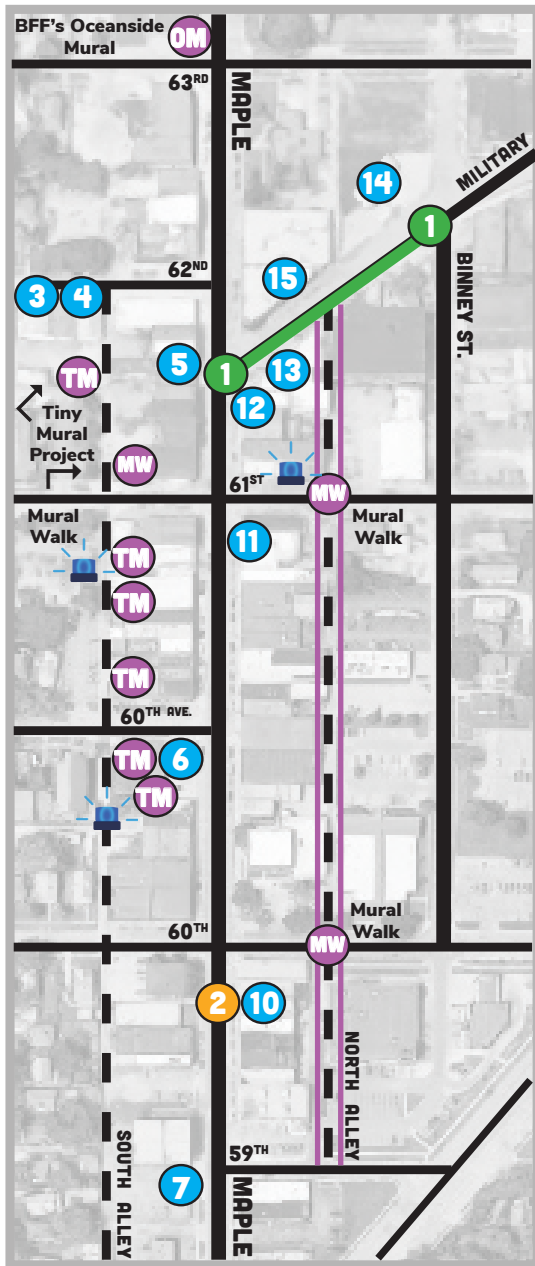 BFF's Oceanside
Mural
OM
63RD
MAPLE
14
MILITARY
1
62ND
BINNEY ST.
3
4
15
5
1
13
TM
12
Tiny
Mural
Project
MW
61ST
MW
Mural
Walk
Mural
Walk
11
TM
TM
TM
60TH AVE.
TM
6
TM
Mural
Walk
60TH
MW
2
10
NORTH ALLEY
SOUTH ALLEY
59TH
7
MAPLE